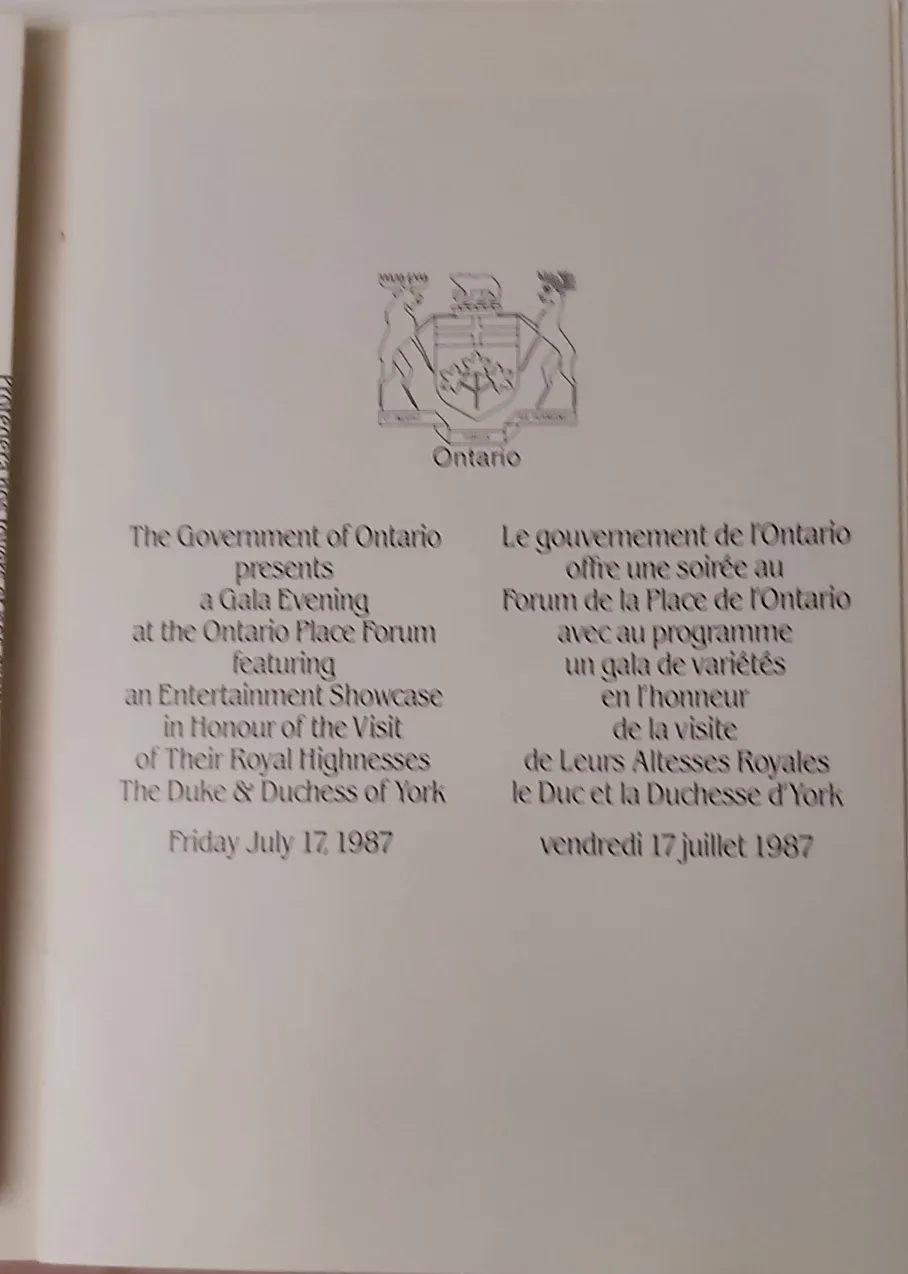 Ontario
The Government of Ontario
presents
a Gala Evening
at the Ontario Place Forum
featuring
an Entertainment Showcase
in Honour of the Visit
of Their Royal Highnesses
The Duke & Duchess of York
Friday July 17, 1987
Le gouvernement de l'Ontario
offre une soirée au
Forum de la Place de l'Ontario
avec au programme
un gala de variétés
en l'honneur
de la visite
de Leurs Altesses Royales
le Duc et la Duchesse d'York
vendredi 17 juillet 1987